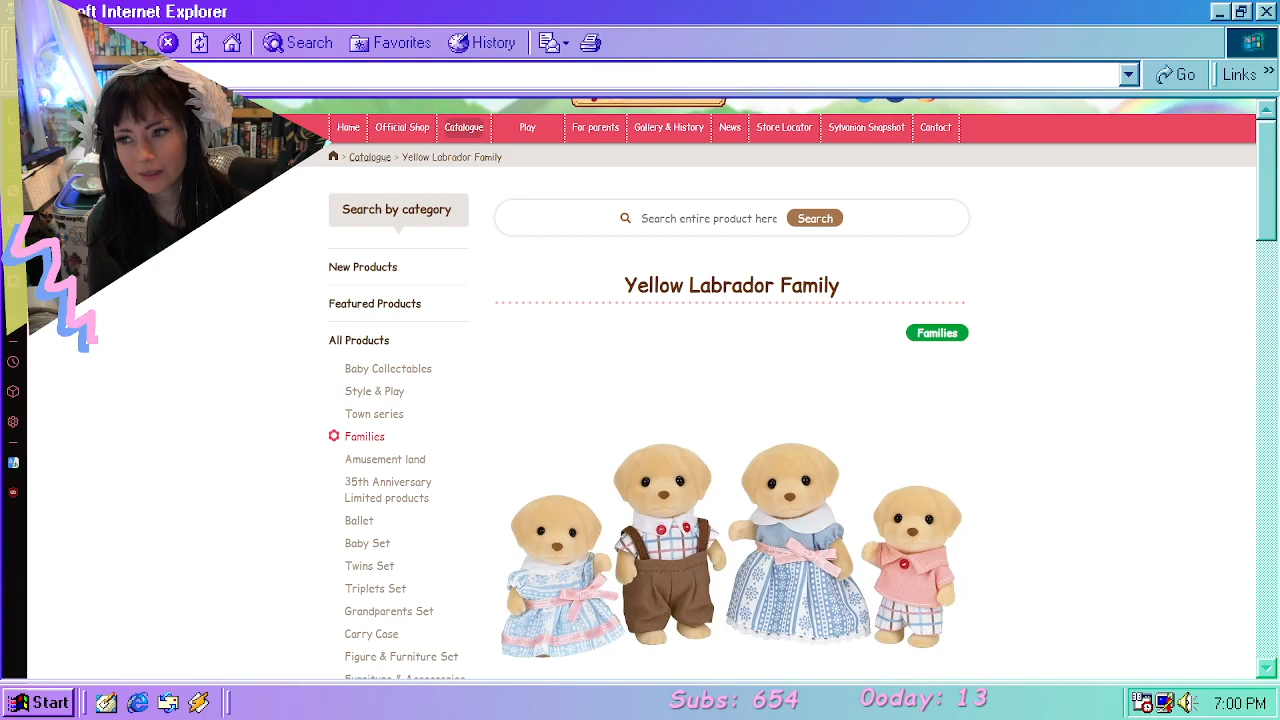 oft Internet Explorer
Search
Favorites
History
Go
Links
Home
Official Shop
Catalogue
Play
For parents
Gallery & History
News
Store Locator
Sylvanian Snapshot
Contact
> Catalogue > Yellow Labrador Family
Search by category
Search entire product here
Search
New Products
Yellow Labrador Family
Featured Products
Families
All Products
Baby Collectables
Style & Play
Town series
Families
Amusement land
35th Anniversary
Limited products
Ballet
Baby Set
Twins Set
Triplets Set
Grandparents Set
Carry Case
Figure & Furniture Set
Furniture & Accessories
Start
Subs: 654
Ooday: 13
7:00 PM